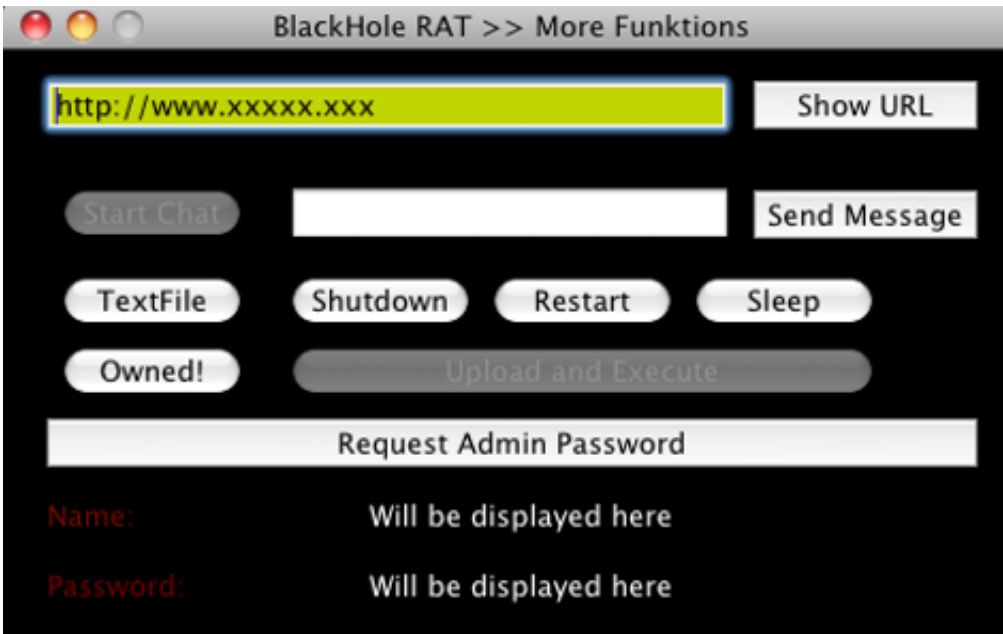 BlackHole RAT >> More Funktions
http://www.xxxxx.xxx Show URL
Start Chat Send Message
TextFile Shutdown Restart Sleep
Owned! Upload and Execute
Request Admin Password
Name: Will be displayed here
Password: Will be displayed here